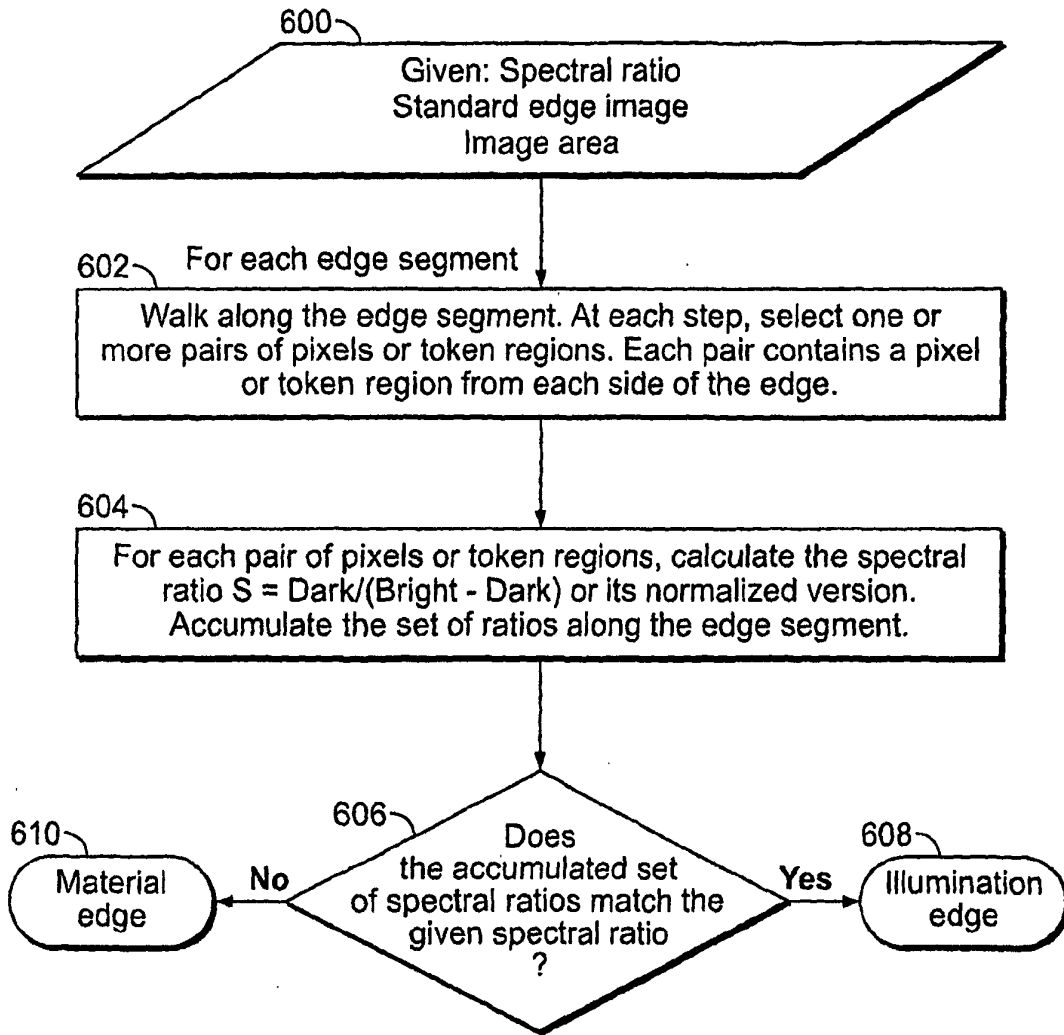 600
Given: Spectral ratio
Standard edge image
Image area
For each edge segment
602
Walk along the edge segment. At each step, select one or
more pairs of pixels or token regions. Each pair contains a pixel
or token region from each side of the edge.
604
For each pair of pixels or token regions, calculate the spectral
ratio S = Dark/(Bright - Dark) or its normalized version.
Accumulate the set of ratios along the edge segment.
606
Does
the accumulated set
of spectral ratios match the
given spectral ratio
?
610
Material
edge
No
Yes
608
Illumination
edge